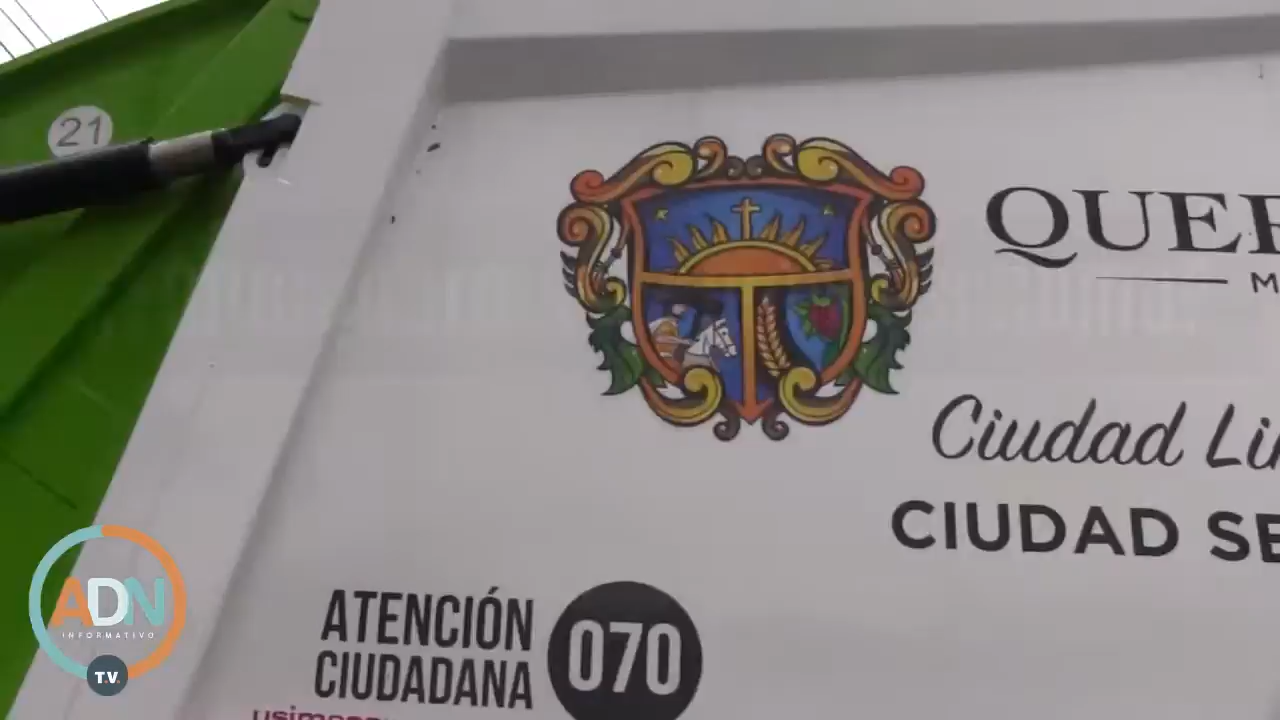 21
QUER
M
Ciudad Li
CIUDAD SE
ATENCIÓN
CIUDADANA
070
ADN
INFORMATIVO
T.V.